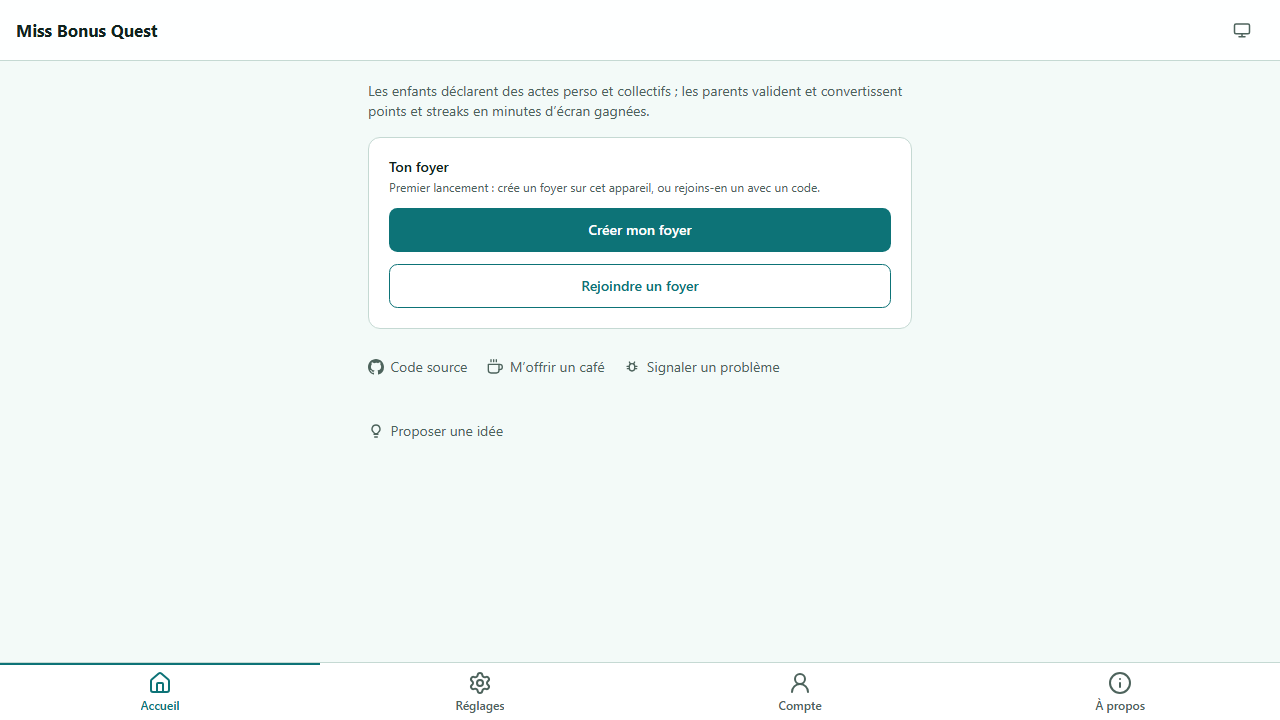 Miss Bonus Quest
Les enfants déclarent des actes perso et collectifs ; les parents valident et convertissent
points et streaks en minutes d’écran gagnées.
Ton foyer
Premier lancement : crée un foyer sur cet appareil, ou rejoins-en un avec un code.
Créer mon foyer
Rejoindre un foyer
Code source
M’offrir un café
Signaler un problème
Proposer une idée
Accueil
Réglages
Compte
À propos